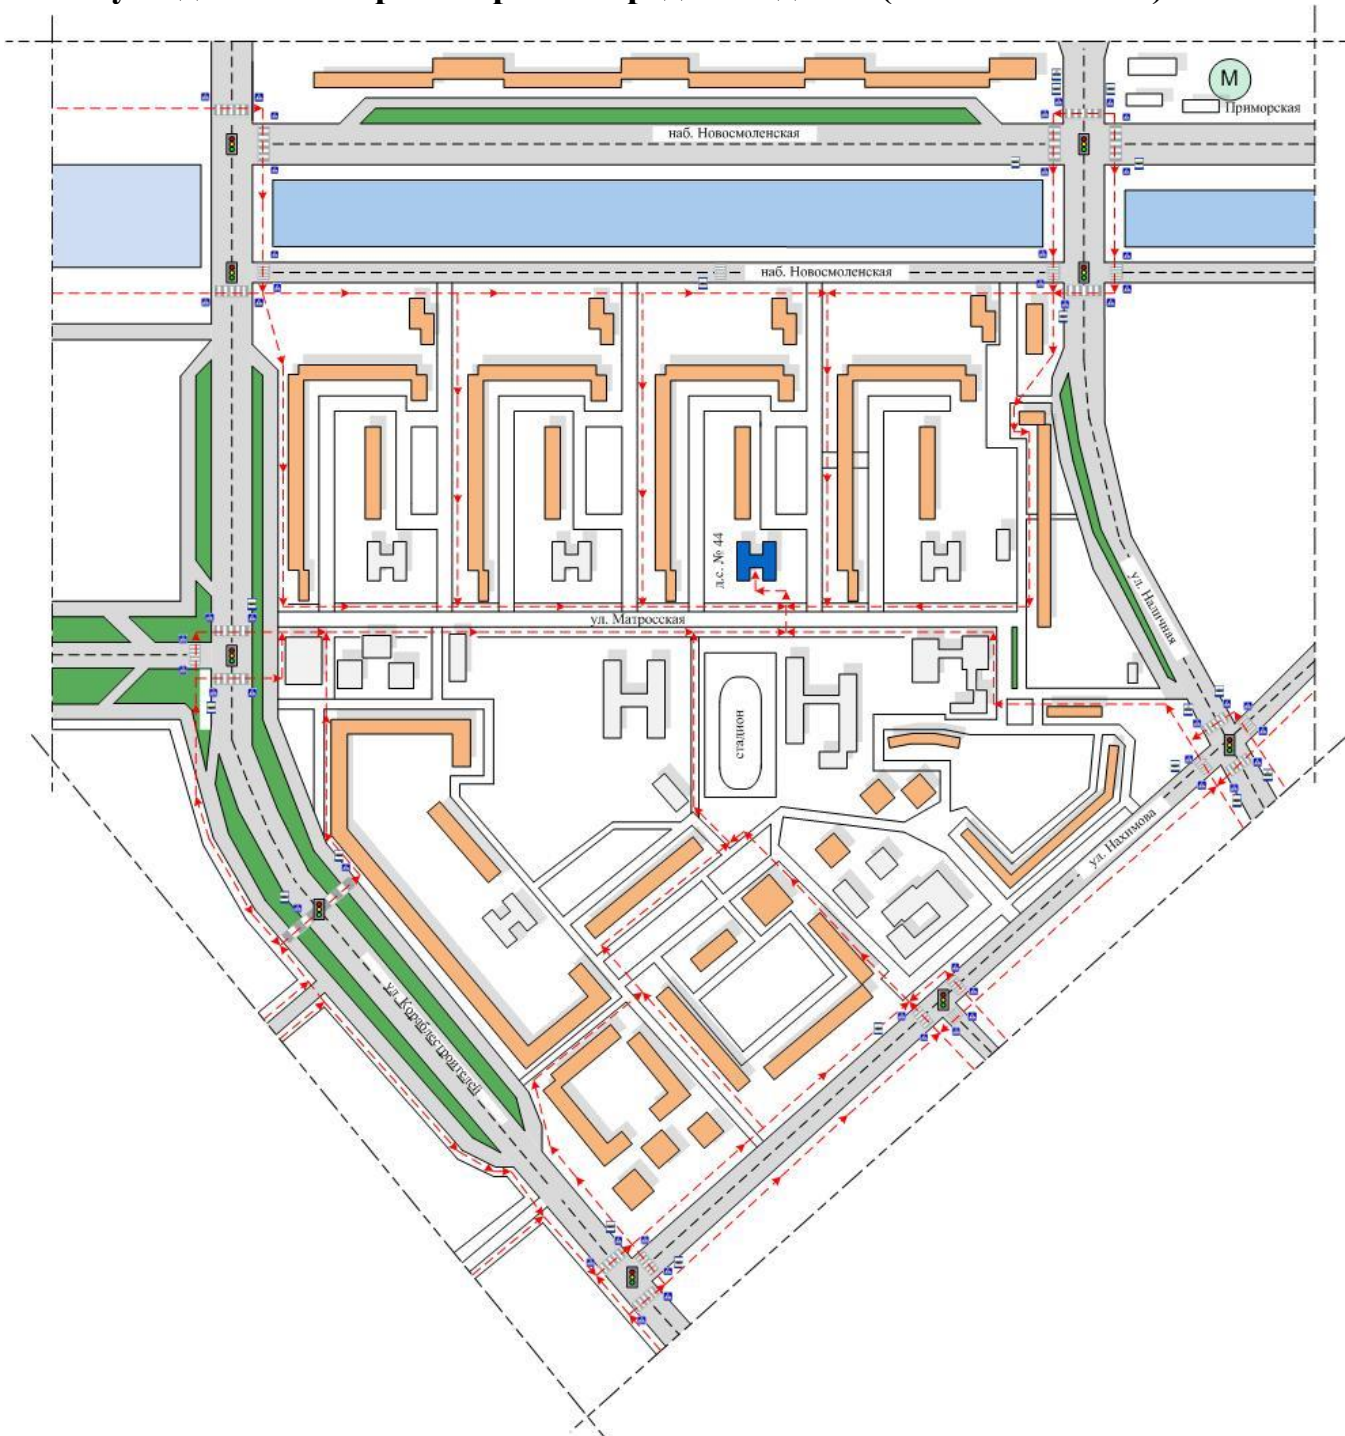 М
Приморская
наб. Новосмоленская
наб. Новосмоленская
д.с. № 44
ул. Матросская
ул. Наличная
стадион
ул. Нахимова
ул. Кораблестроителей